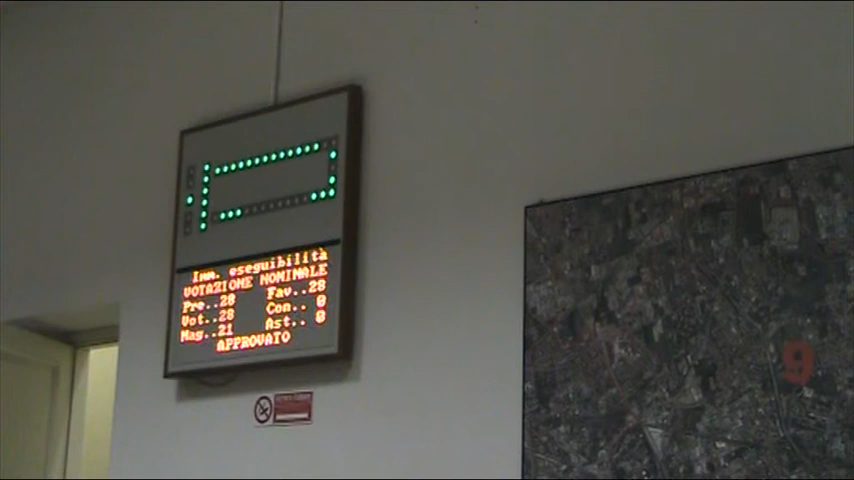 Imm. eseguibilità
VOTAZIONE NOMINALE
Pre..28 Fav..28
Vot..28 Con.. 0
Mag..21 Ast.. 0
APPROVATO
9